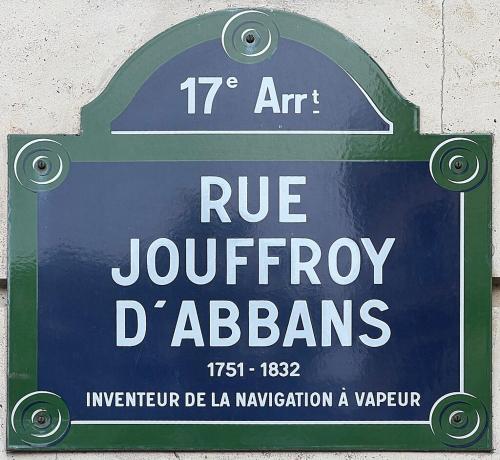 17e Arrt
RUE
JOUFFROY
D'ABBANS
1751 - 1832
INVENTEUR DE LA NAVIGATION À VAPEUR